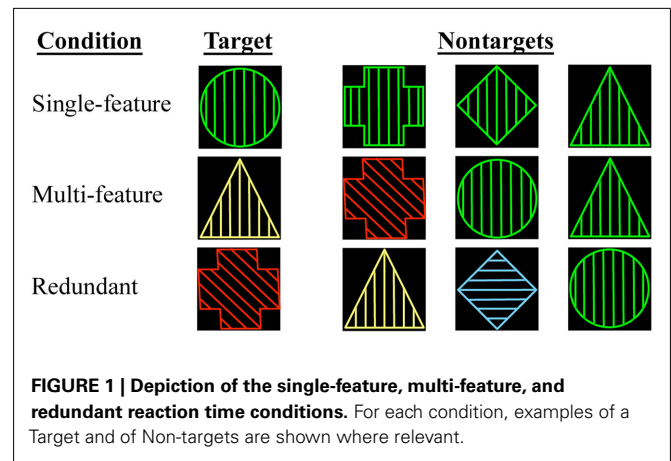 Condition Target Nontargets
Single-feature
Multi-feature
Redundant
FIGURE 1 | Depiction of the single-feature, multi-feature, and
redundant reaction time conditions. For each condition, examples of a
Target and of Non-targets are shown where relevant.